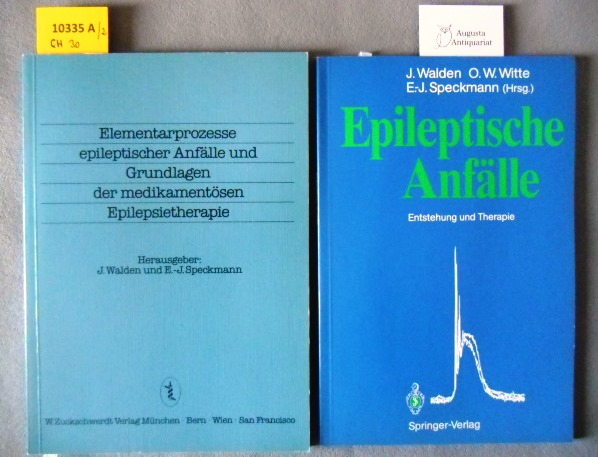 10335 A/2
CH 30
Elementarprozesse
epileptischer Anfälle und
Grundlagen
der medikamentösen
Epilepsietherapie
Herausgeber:
J. Walden und E.-J. Speckmann
W. Zuckschwerdt Verlag München · Bern · Wien · San Francisco
Augusta
Antiquariat
J. Walden O. W. Witte
E.-J. Speckmann (Hrsg.)
Epileptische
Anfälle
Entstehung und Therapie
Springer-Verlag